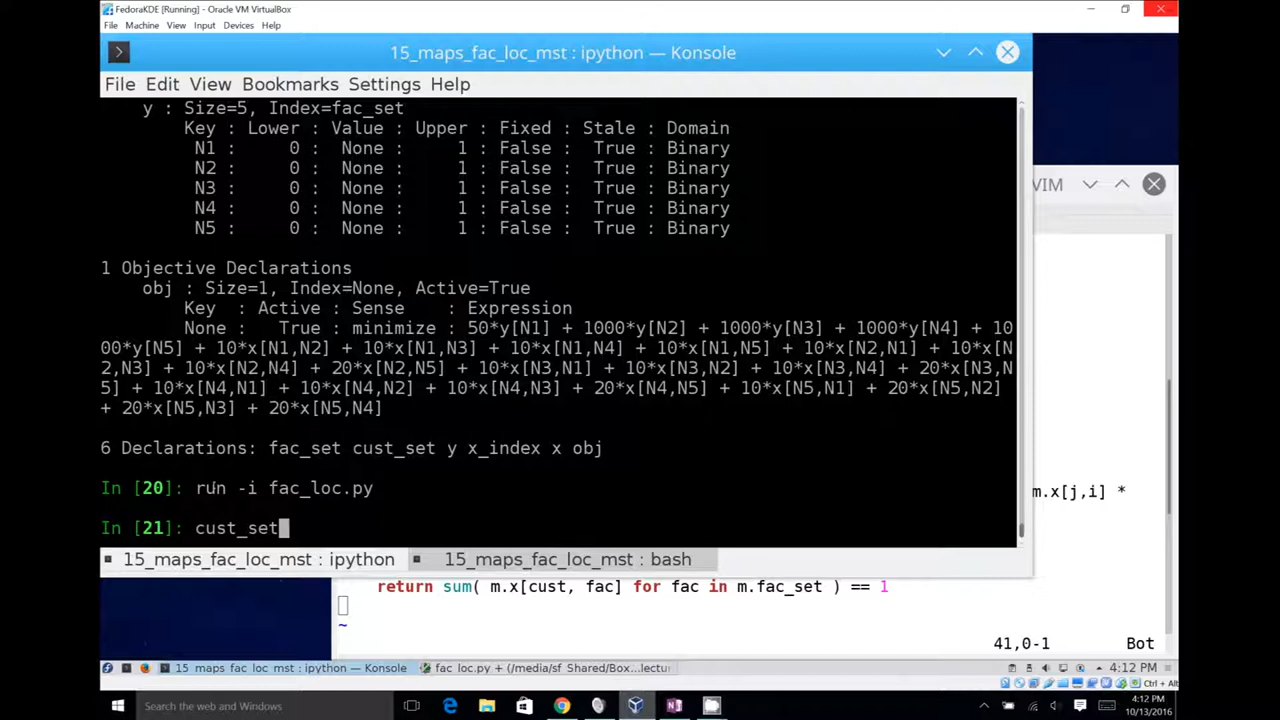 FedoraKDE [Running] - Oracle VM VirtualBox
File Machine View Input Devices Help
15_maps_fac_loc_mst : ipython — Konsole
File Edit View Bookmarks Settings Help
y : Size=5, Index=fac_set
Key : Lower : Value : Upper : Fixed : Stale : Domain
N1 : 0 : None : 1 : False : True : Binary
N2 : 0 : None : 1 : False : True : Binary
N3 : 0 : None : 1 : False : True : Binary
N4 : 0 : None : 1 : False : True : Binary
N5 : 0 : None : 1 : False : True : Binary
VIM
1 Objective Declarations
obj : Size=1, Index=None, Active=True
Key : Active : Sense : Expression
None : True : minimize : 50*y[N1] + 1000*y[N2] + 1000*y[N3] + 1000*y[N4] + 10
00*y[N5] + 10*x[N1,N2] + 10*x[N1,N3] + 10*x[N1,N4] + 10*x[N1,N5] + 10*x[N2,N1] + 10*x[N
2,N3] + 10*x[N2,N4] + 20*x[N2,N5] + 10*x[N3,N1] + 10*x[N3,N2] + 10*x[N3,N4] + 20*x[N3,N
5] + 10*x[N4,N1] + 10*x[N4,N2] + 10*x[N4,N3] + 20*x[N4,N5] + 10*x[N5,N1] + 20*x[N5,N2]
+ 20*x[N5,N3] + 20*x[N5,N4]
6 Declarations: fac_set cust_set y x_index x obj
In [20]: run -i fac_loc.py
m.x[j,i] *
In [21]: cust_set
15_maps_fac_loc_mst : ipython 15_maps_fac_loc_mst : bash
return sum( m.x[cust, fac] for fac in m.fac_set ) == 1
~
41,0-1 Bot
15_maps_fac_loc_mst : ipython — Konsole fac_loc.py + (/media/sf_Shared/Box... 4:12 PM
Ctrl + Alt
Search the web and Windows 4:12 PM
10/13/2016